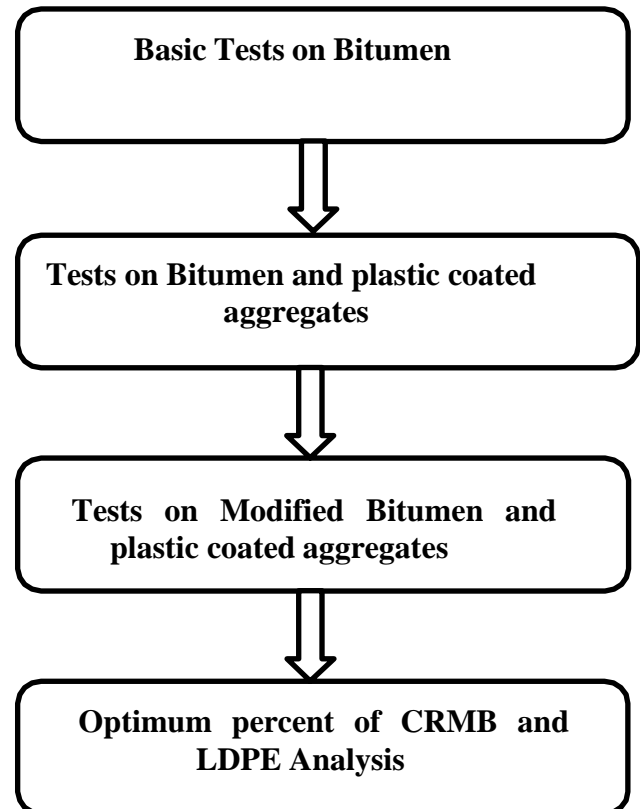 Basic Tests on Bitumen
Tests on Bitumen and plastic coated
aggregates
Tests on Modified Bitumen and
plastic coated aggregates
Optimum percent of CRMB and
LDPE Analysis